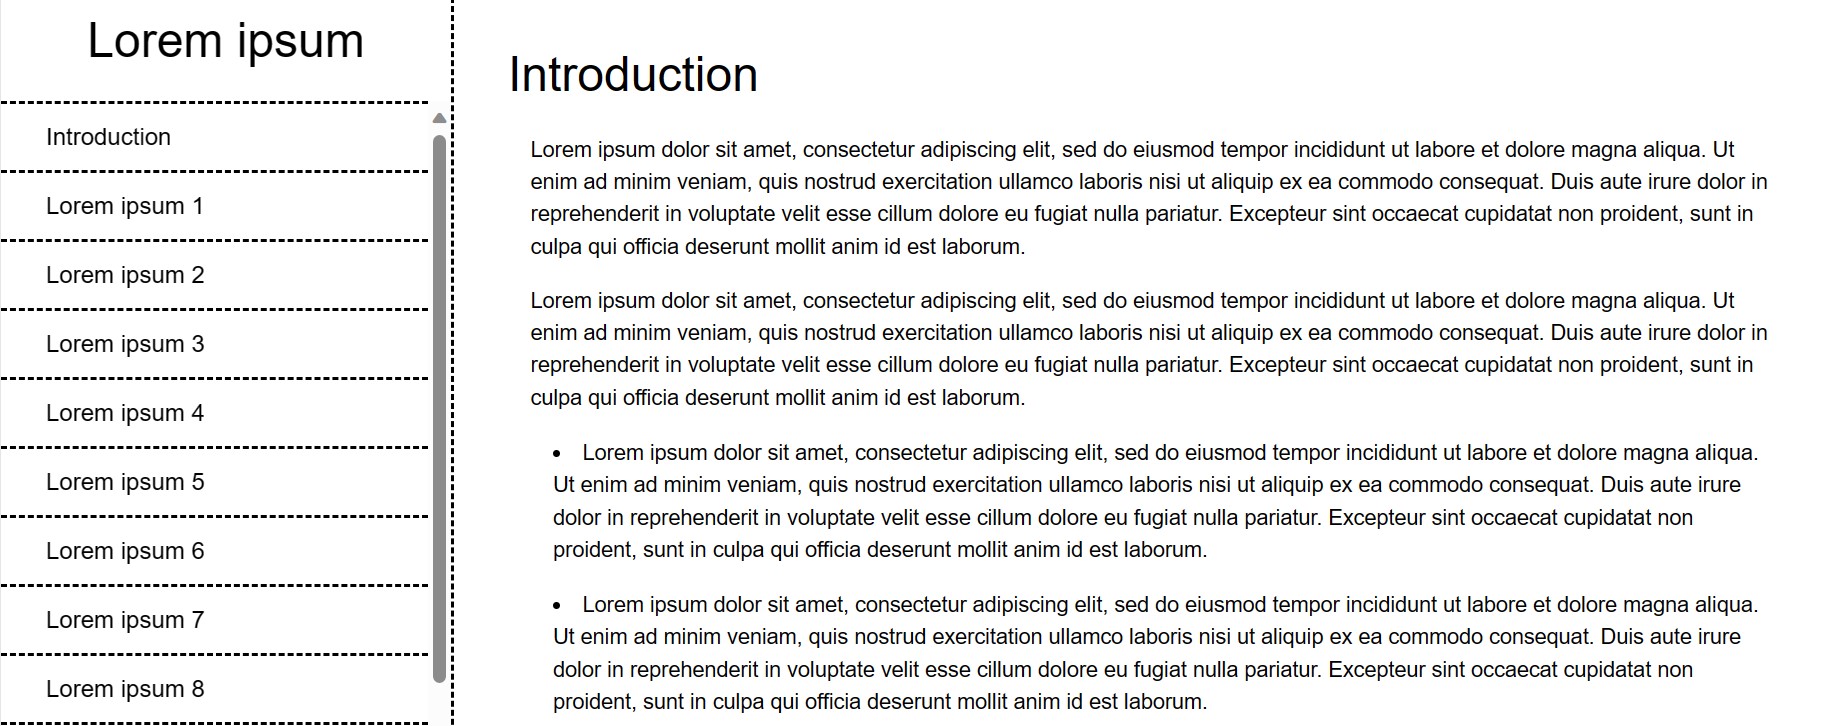 Lorem ipsum
Introduction
Lorem ipsum 1
Lorem ipsum 2
Lorem ipsum 3
Lorem ipsum 4
Lorem ipsum 5
Lorem ipsum 6
Lorem ipsum 7
Lorem ipsum 8
Introduction
Lorem ipsum dolor sit amet, consectetur adipiscing elit, sed do eiusmod tempor incididunt ut labore et dolore magna aliqua. Ut
enim ad minim veniam, quis nostrud exercitation ullamco laboris nisi ut aliquip ex ea commodo consequat. Duis aute irure dolor in
reprehenderit in voluptate velit esse cillum dolore eu fugiat nulla pariatur. Excepteur sint occaecat cupidatat non proident, sunt in
culpa qui officia deserunt mollit anim id est laborum.
Lorem ipsum dolor sit amet, consectetur adipiscing elit, sed do eiusmod tempor incididunt ut labore et dolore magna aliqua. Ut
enim ad minim veniam, quis nostrud exercitation ullamco laboris nisi ut aliquip ex ea commodo consequat. Duis aute irure dolor in
reprehenderit in voluptate velit esse cillum dolore eu fugiat nulla pariatur. Excepteur sint occaecat cupidatat non proident, sunt in
culpa qui officia deserunt mollit anim id est laborum.
• Lorem ipsum dolor sit amet, consectetur adipiscing elit, sed do eiusmod tempor incididunt ut labore et dolore magna aliqua.
Ut enim ad minim veniam, quis nostrud exercitation ullamco laboris nisi ut aliquip ex ea commodo consequat. Duis aute irure
dolor in reprehenderit in voluptate velit esse cillum dolore eu fugiat nulla pariatur. Excepteur sint occaecat cupidatat non
proident, sunt in culpa qui officia deserunt mollit anim id est laborum.
• Lorem ipsum dolor sit amet, consectetur adipiscing elit, sed do eiusmod tempor incididunt ut labore et dolore magna aliqua.
Ut enim ad minim veniam, quis nostrud exercitation ullamco laboris nisi ut aliquip ex ea commodo consequat. Duis aute irure
dolor in reprehenderit in voluptate velit esse cillum dolore eu fugiat nulla pariatur. Excepteur sint occaecat cupidatat non
proident, sunt in culpa qui officia deserunt mollit anim id est laborum.